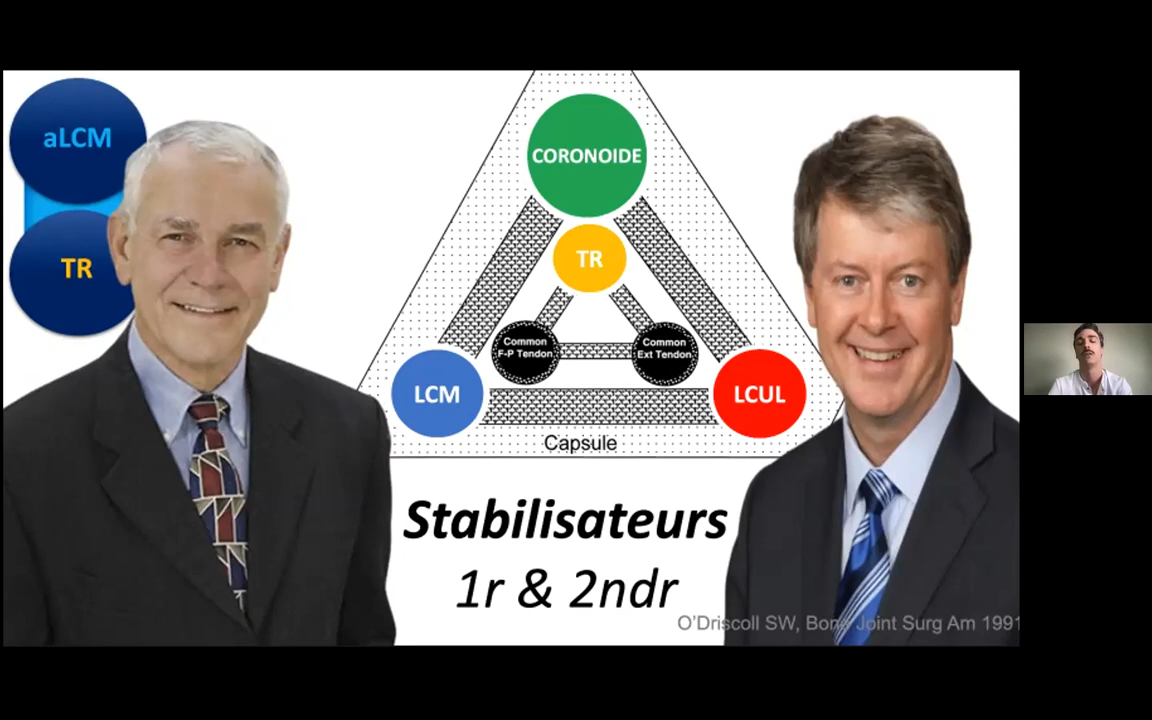 aLCM
TR
CORONOIDE
TR
Common
F-P Tendon
Common
Ext Tendon
LCM
LCUL
Capsule
Stabilisateurs
1r & 2ndr
O'Driscoll SW, Bone Joint Surg Am 1991